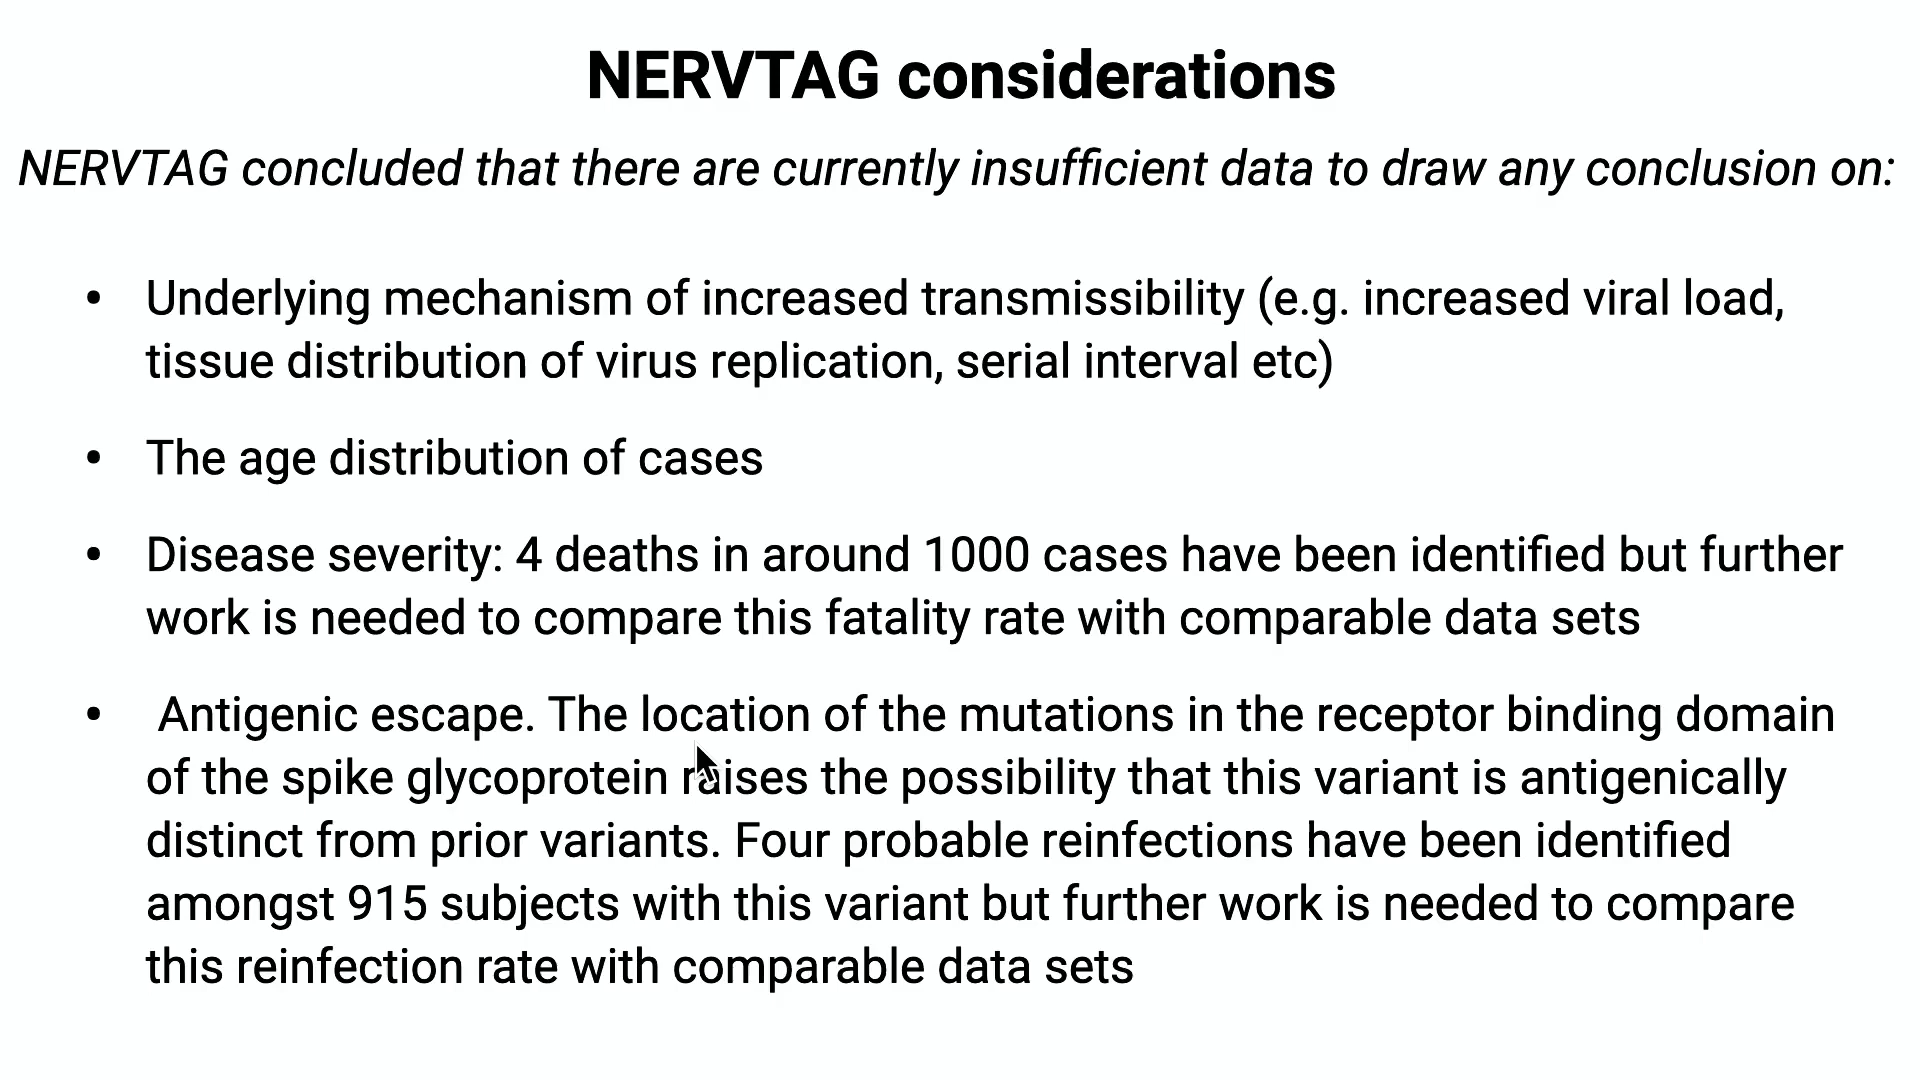 NERVTAG considerations
NERVTAG concluded that there are currently insufficient data to draw any conclusion on:
• Underlying mechanism of increased transmissibility (e.g. increased viral load,
tissue distribution of virus replication, serial interval etc)
• The age distribution of cases
• Disease severity: 4 deaths in around 1000 cases have been identified but further
work is needed to compare this fatality rate with comparable data sets
• Antigenic escape. The location of the mutations in the receptor binding domain
of the spike glycoprotein raises the possibility that this variant is antigenically
distinct from prior variants. Four probable reinfections have been identified
amongst 915 subjects with this variant but further work is needed to compare
this reinfection rate with comparable data sets